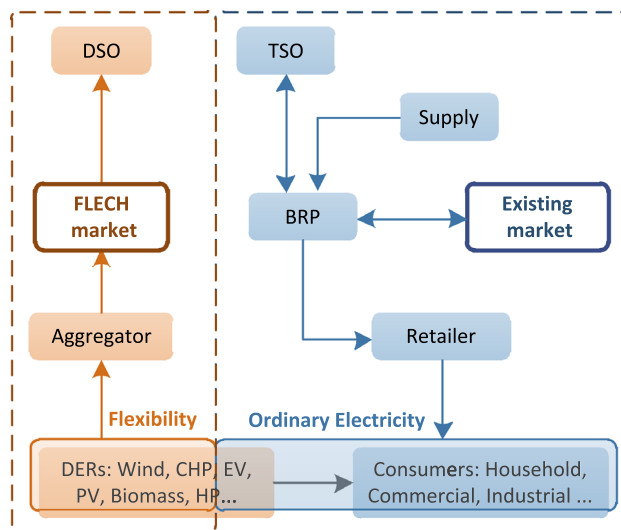 DSO
TSO
Supply
FLECH
market
BRP
Existing
market
Aggregator
Retailer
Flexibility
Ordinary Electricity
DERs: Wind, CHP, EV,
PV, Biomass, HP...
Consumers: Household,
Commercial, Industrial ...